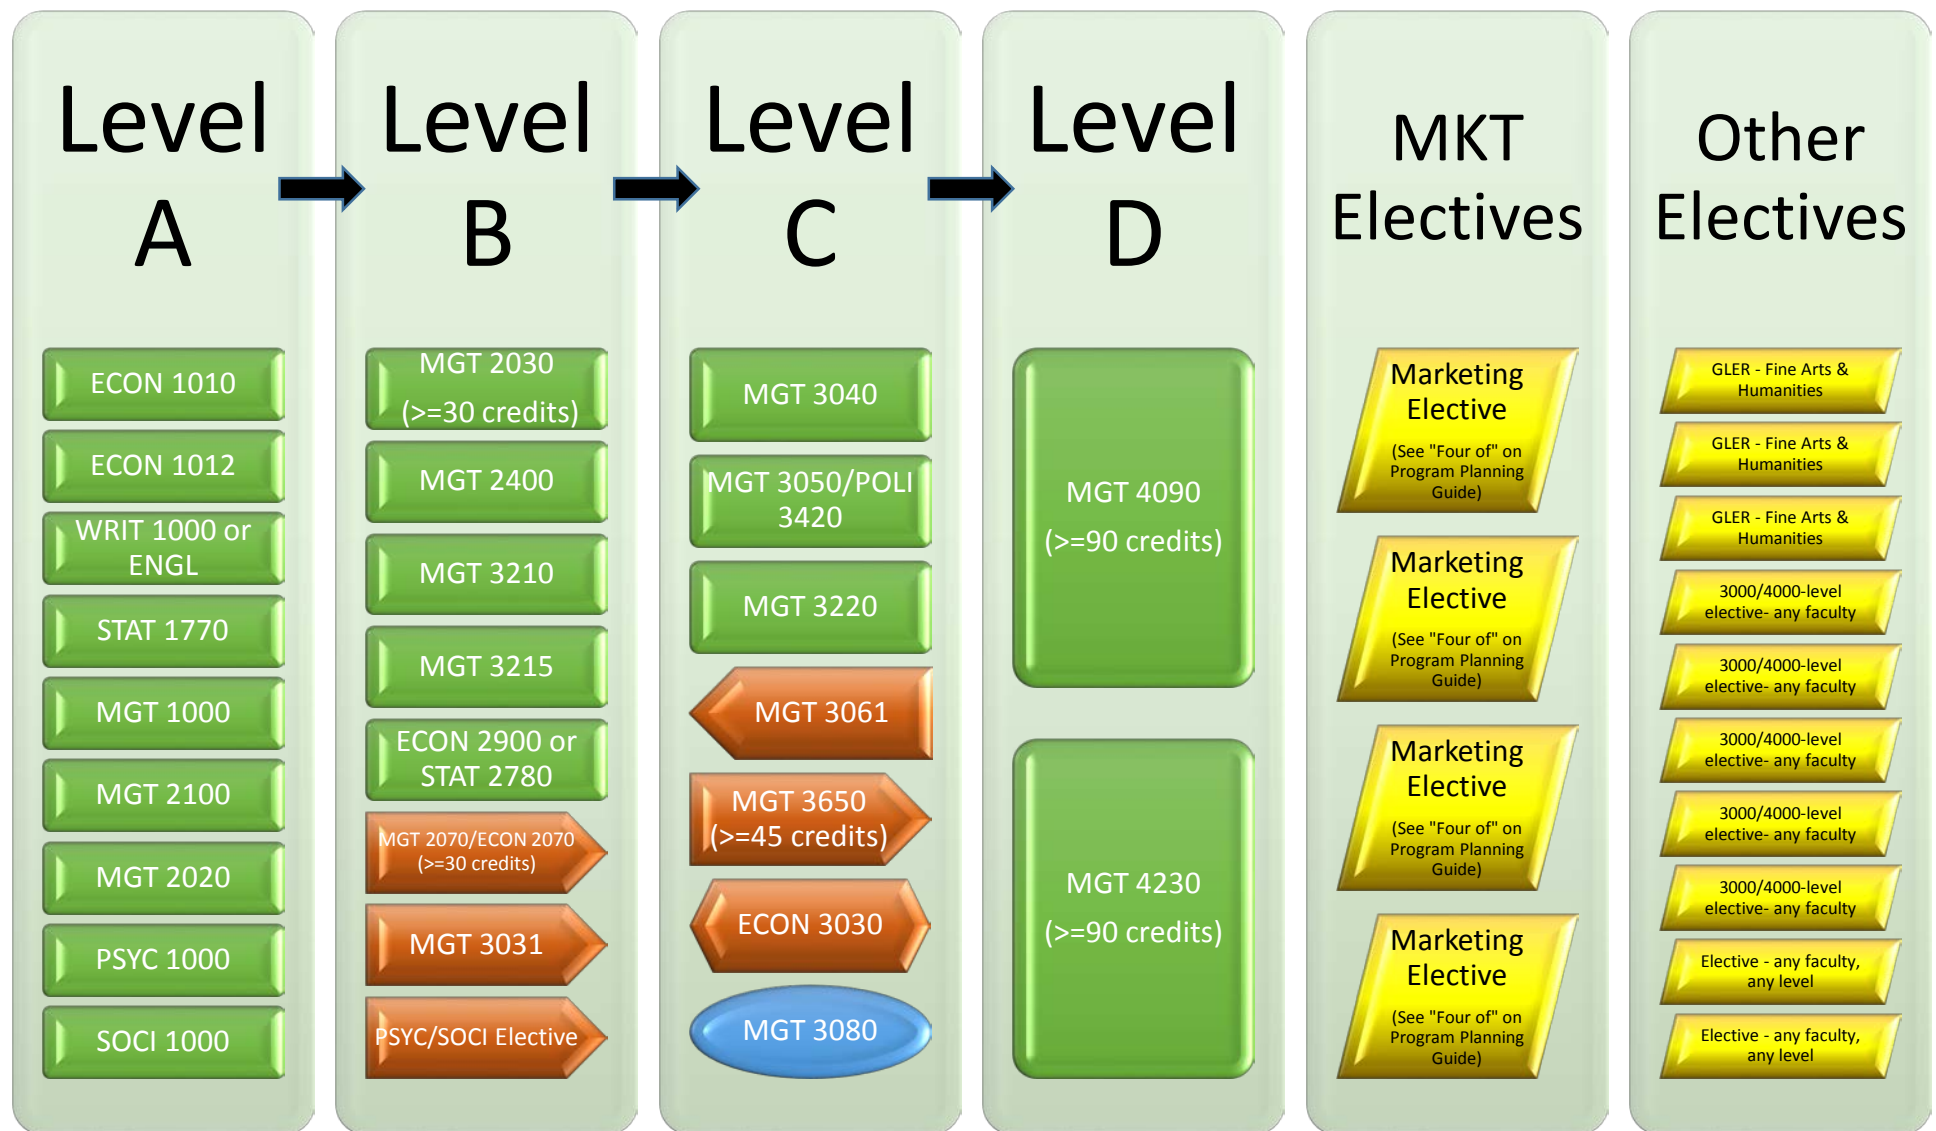 Level
A
ECON 1010
ECON 1012
WRIT 1000 or
ENGL
STAT 1770
MGT 1000
MGT 2100
MGT 2020
PSYC 1000
SOCI 1000
Level
B
MGT 2030
(>=30 credits)
MGT 2400
MGT 3210
MGT 3215
ECON 2900 or
STAT 2780
MGT 2070/ECON 2070
(>=30 credits)
MGT 3031
PSYC/SOCI Elective
Level
C
MGT 3040
MGT 3050/POLI
3420
MGT 3220
MGT 3061
MGT 3650
(>=45 credits)
ECON 3030
MGT 3080
Level
D
MGT 4090
(>=90 credits)
MGT 4230
(>=90 credits)
MKT
Electives
Marketing
Elective
(See "Four of" on
Program Planning
Guide)
Marketing
Elective
(See "Four of" on
Program Planning
Guide)
Marketing
Elective
(See "Four of" on
Program Planning
Guide)
Marketing
Elective
(See "Four of" on
Program Planning
Guide)
Other
Electives
GLER - Fine Arts &
Humanities
GLER - Fine Arts &
Humanities
GLER - Fine Arts &
Humanities
3000/4000-level
elective- any faculty
3000/4000-level
elective- any faculty
3000/4000-level
elective- any faculty
3000/4000-level
elective- any faculty
3000/4000-level
elective- any faculty
Elective - any faculty,
any level
Elective - any faculty,
any level